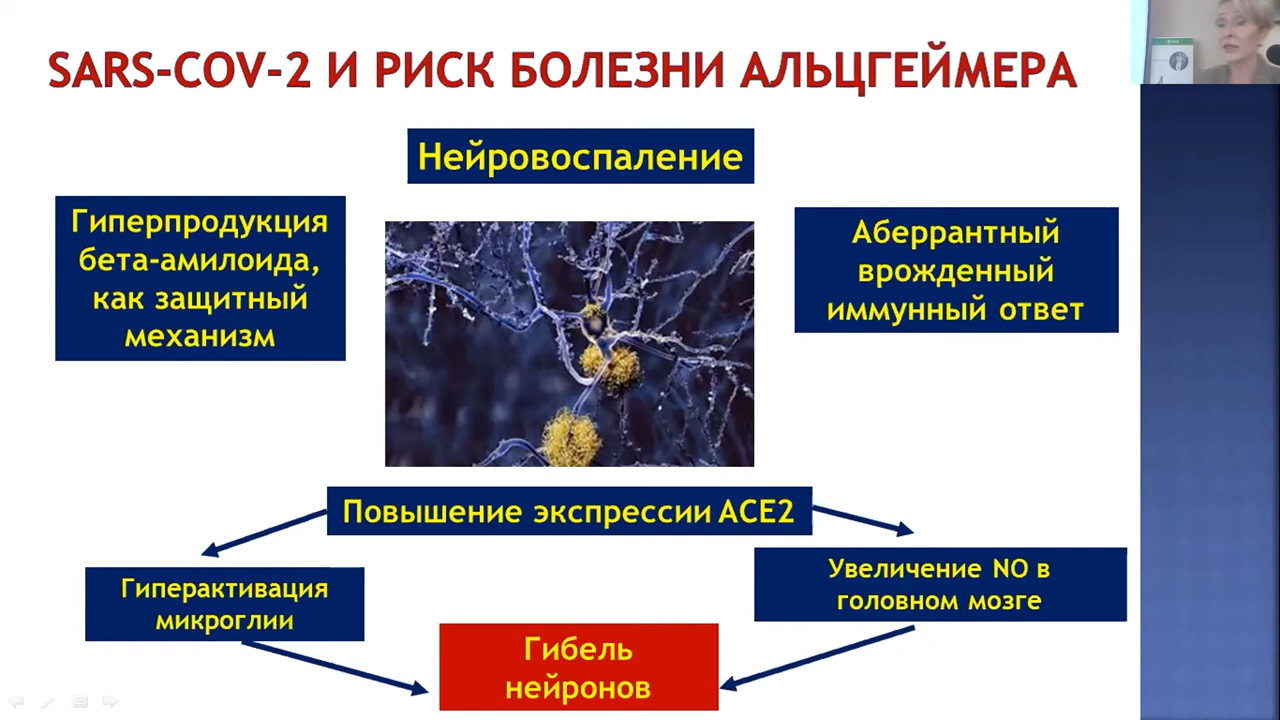 SARS-COV-2 И РИСК БОЛЕЗНИ АЛЬЦГЕЙМЕРА
Нейровоспаление
Гиперпродукция
бета-амилоида,
как защитный
механизм
Аберрантный
врожденный
иммунный ответ
Повышение экспрессии ACE2
Гиперактивация
микроглии
Увеличение NO в
головном мозге
Гибель
нейронов